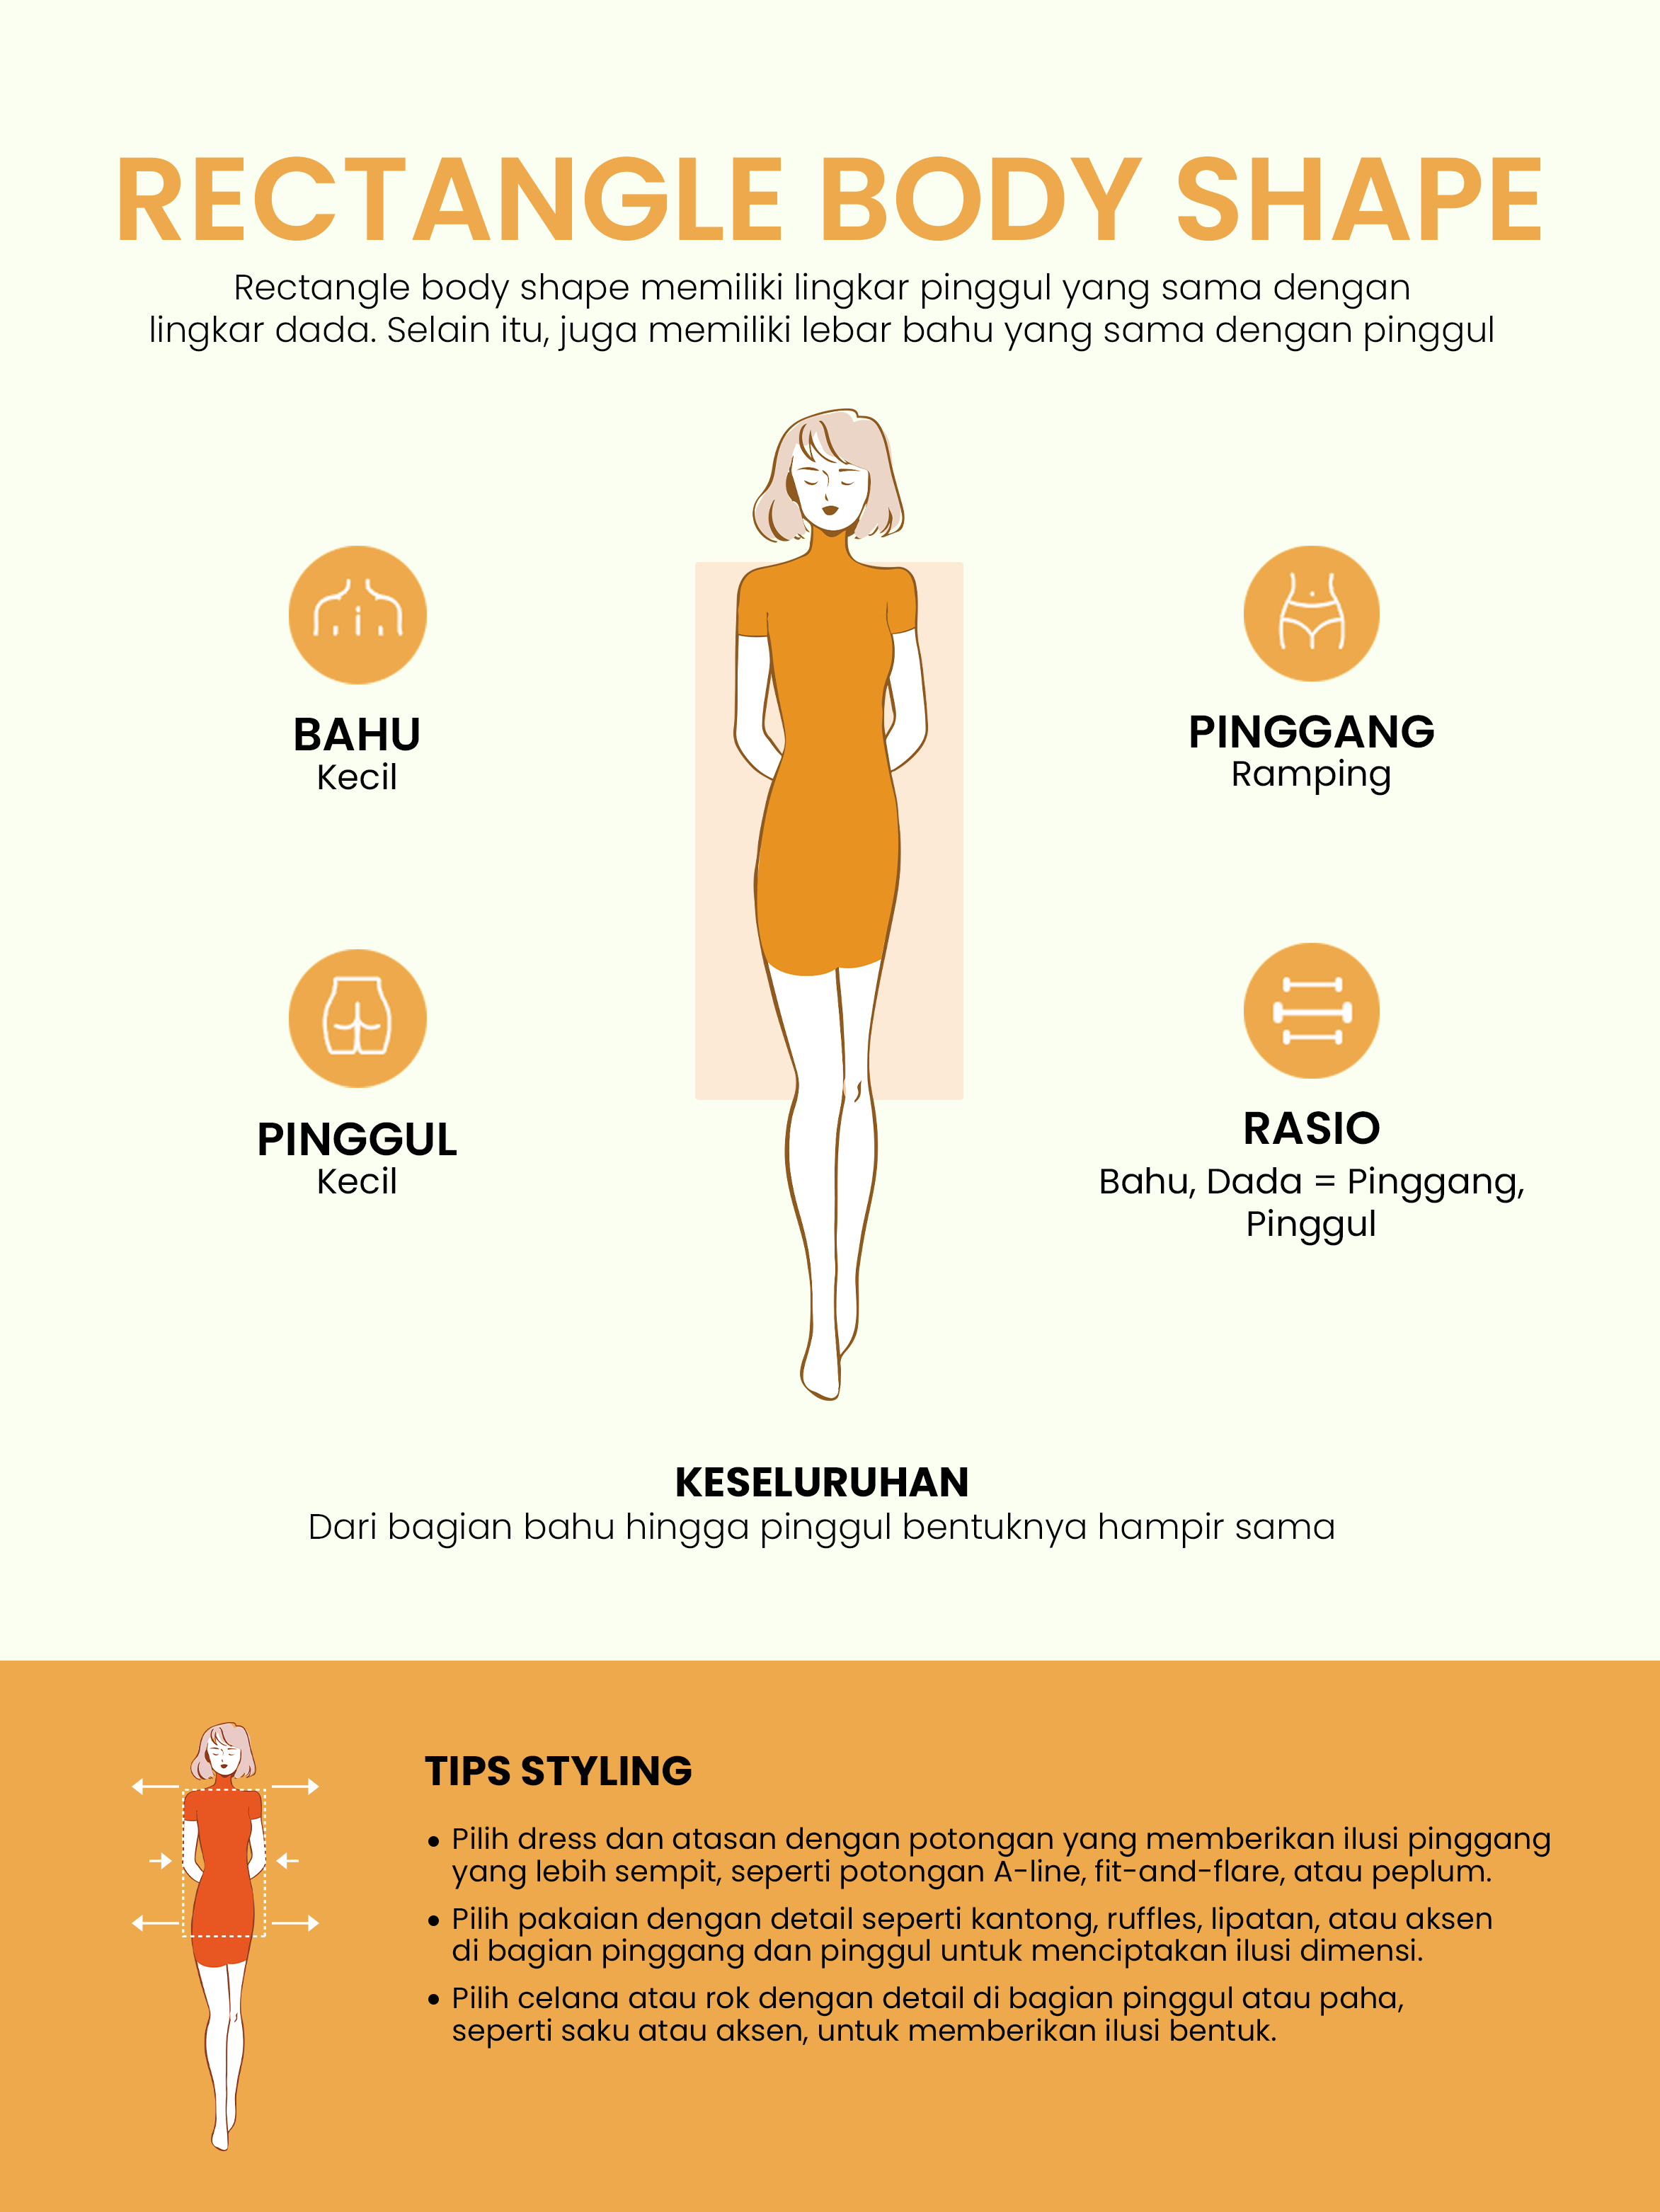 RECTANGLE BODY SHAPE
Rectangle body shape memiliki lingkar pinggul yang sama dengan
lingkar dada. Selain itu, juga memiliki lebar bahu yang sama dengan pinggul
BAHU
Kecil
PINGGANG
Ramping
PINGGUL
Kecil
RASIO
Bahu, Dada = Pinggang,
Pinggul
KESELURUHAN
Dari bagian bahu hingga pinggul bentuknya hampir sama
TIPS STYLING
• Pilih dress dan atasan dengan potongan yang memberikan ilusi pinggang
yang lebih sempit, seperti potongan A-line, fit-and-flare, atau peplum.
• Pilih pakaian dengan detail seperti kantong, ruffles, lipatan, atau aksen
di bagian pinggang dan pinggul untuk menciptakan ilusi dimensi.
• Pilih celana atau rok dengan detail di bagian pinggul atau paha,
seperti saku atau aksen, untuk memberikan ilusi bentuk.